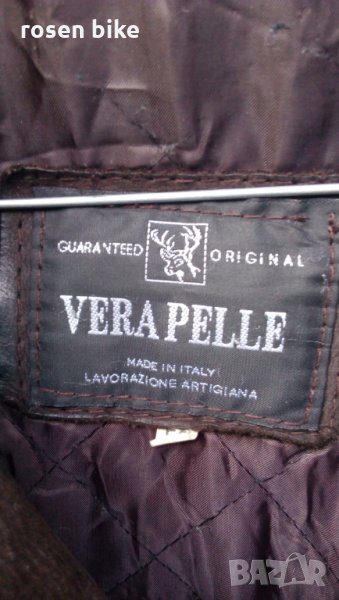 rosen bike
GUARANTEED ORIGINAL
VERA PELLE
MADE IN ITALY
LAVORAZIONE ARTIGIANA
BAZAR